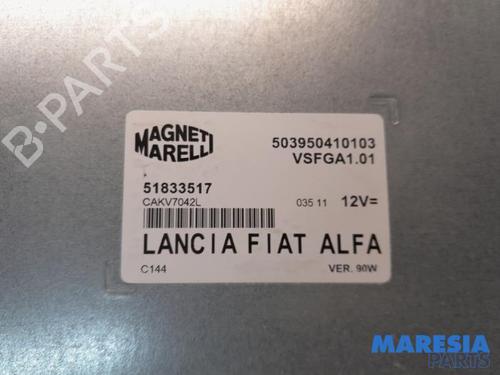 MAGNETI
MARELLI
503950410103
VSFGA1.01
51833517
CAKV7042L
035 11 12V=
LANCIA FIAT ALFA
C144
VER. 90W
B-PARTS
MARESIA
PARTS